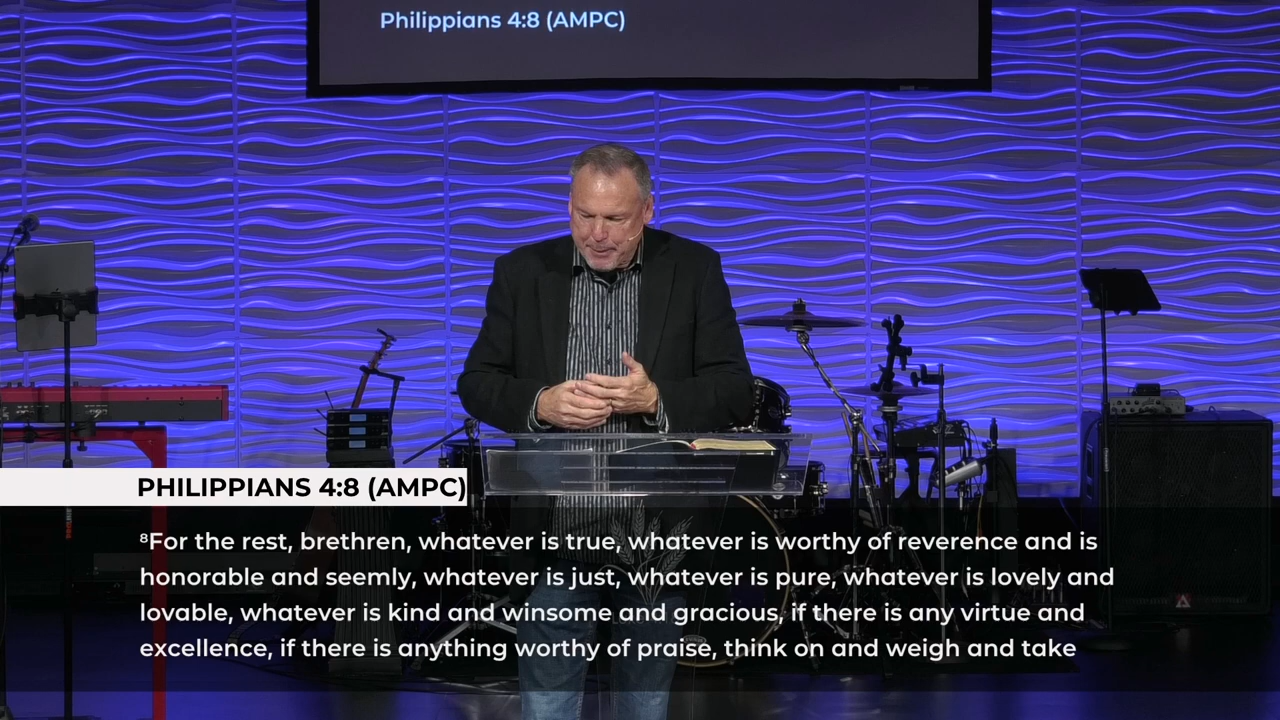 Philippians 4:8 (AMPC)
PHILIPPIANS 4:8 (AMPC)
⁸For the rest, brethren, whatever is true, whatever is worthy of reverence and is
honorable and seemly, whatever is just, whatever is pure, whatever is lovely and
lovable, whatever is kind and winsome and gracious, if there is any virtue and
excellence, if there is anything worthy of praise, think on and weigh and take